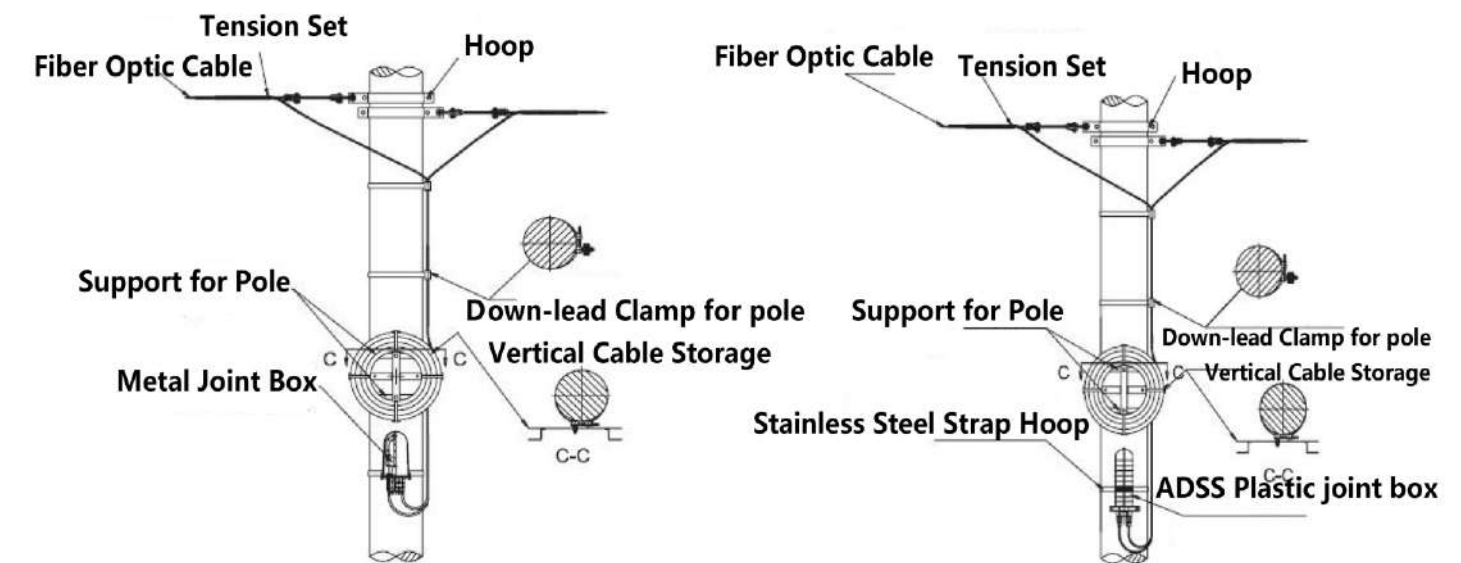 Tension Set
Hoop
Fiber Optic Cable
Support for Pole
Down-lead Clamp for pole
C
C
Vertical Cable Storage
Metal Joint Box
C-C
Fiber Optic Cable
Tension Set
Hoop
Support for Pole
Down-lead Clamp for pole
C
C
Vertical Cable Storage
Stainless Steel Strap Hoop
C-C
ADSS Plastic joint box